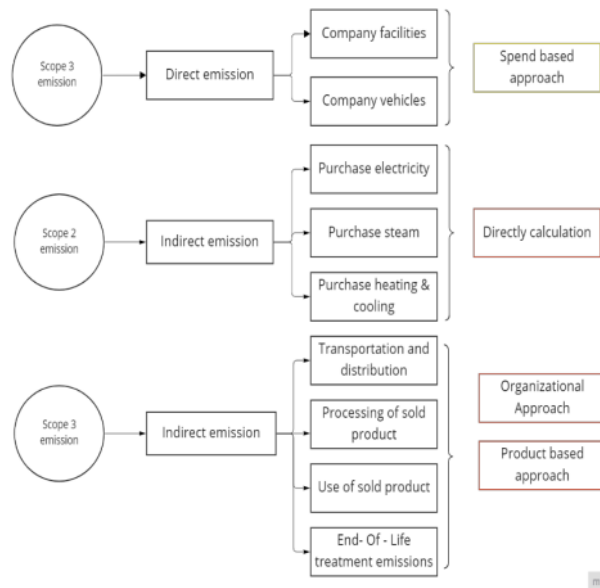 Scope 3
emission
Direct emission
Company facilities
Company vehicles
Spend based
approach
Scope 2
emission
Indirect emission
Purchase electricity
Purchase steam
Purchase heating &
cooling
Directly calculation
Scope 3
emission
Indirect emission
Transportation and
distribution
Processing of sold
product
Use of sold product
End- Of - Life
treatment emissions
Organizational
Approach
Product based
approach